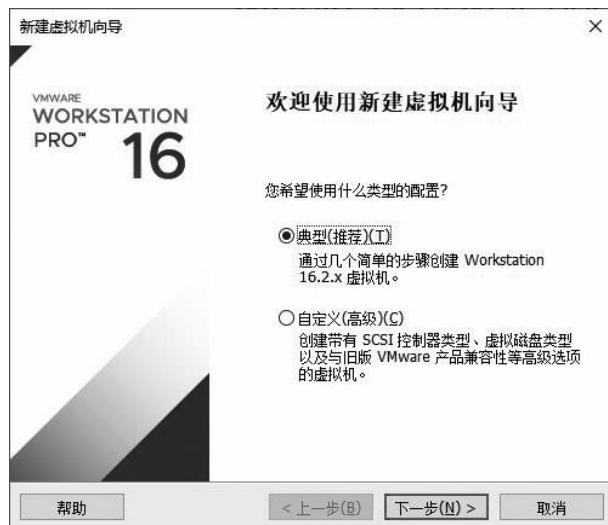 新建虚拟机向导
VMWARE
WORKSTATION
PRO™ 16
欢迎使用新建虚拟机向导
您希望使用什么类型的配置?
典型(推荐)(T)
通过几个简单的步骤创建 Workstation
16.2.x 虚拟机。
自定义(高级)(C)
创建带有 SCSI 控制器类型、虚拟磁盘类型
以及与旧版 VMware 产品兼容性等高级选项
的虚拟机。
帮助
< 上一步(B)
下一步(N) >
取消